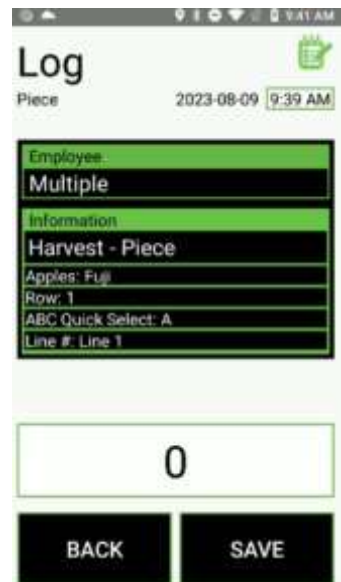 9:41 AM
Log
Piece 2023-08-09 9:39 AM
Employee
Multiple
Information
Harvest - Piece
Apples: Fuji
Row: 1
ABC Quick Select: A
Line #: Line 1
0
BACK SAVE